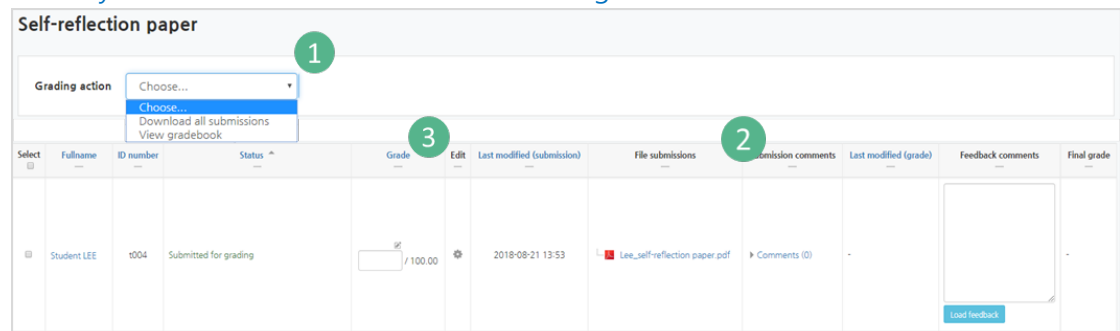 Self-reflection paper
1
Grading action Choose...
Choose...
Download all submissions
View gradebook
3
2
Select Fullname ID number Status Grade Edit Last modified (submission) File submissions submission comments Last modified (grade) Feedback comments Final grade
Student LEE t004 Submitted for grading / 100.00 2018-08-21 13:53 Lee_self-reflection paper.pdf Comments (0) - -
Load feedback